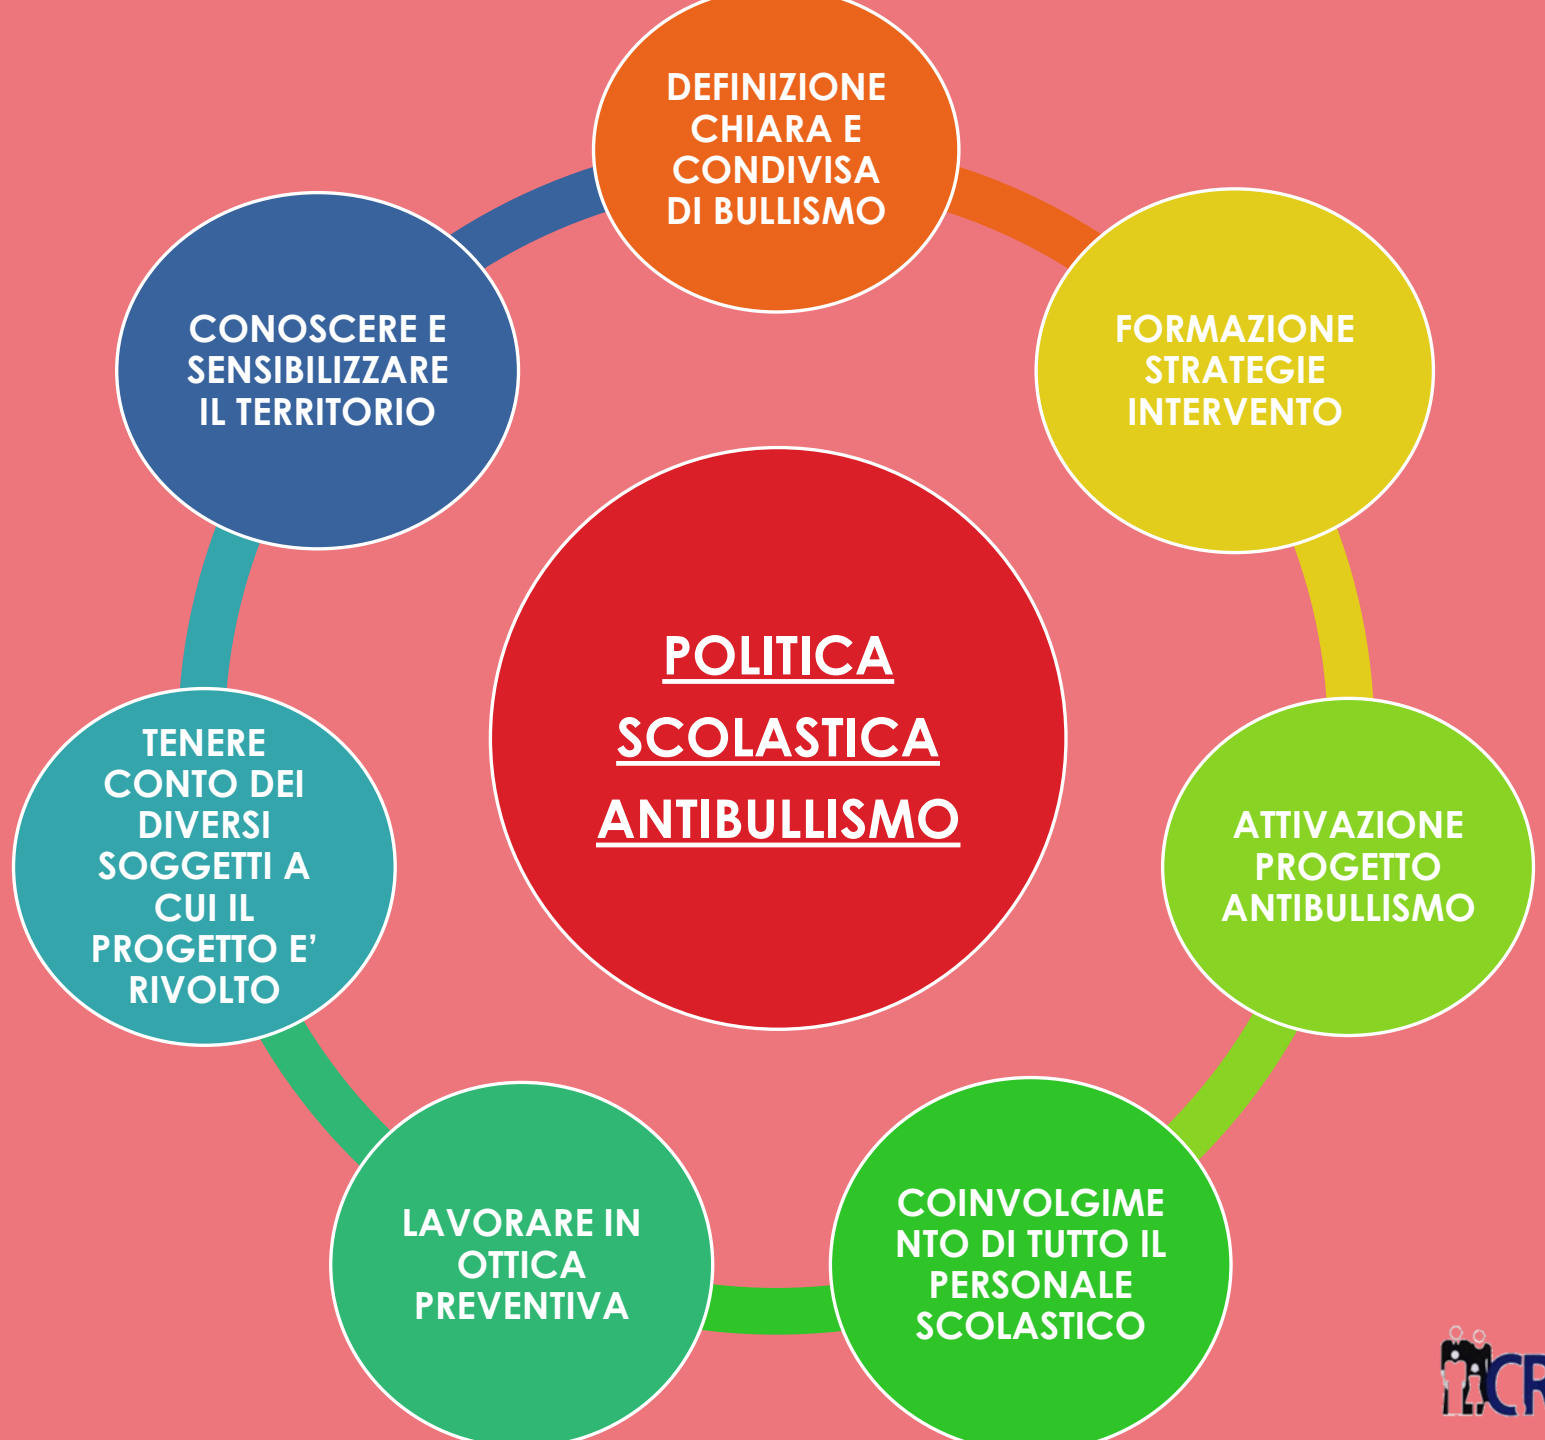 DEFINIZIONE
CHIARA E
CONDIVISA
DI BULLISMO
FORMAZIONE
STRATEGIE
INTERVENTO
ATTIVAZIONE
PROGETTO
ANTIBULLISMO
COINVOLGIME
NTO DI TUTTO IL
PERSONALE
SCOLASTICO
LAVORARE IN
OTTICA
PREVENTIVA
TENERE
CONTO DEI
DIVERSI
SOGGETTI A
CUI IL
PROGETTO E’
RIVOLTO
CONOSCERE E
SENSIBILIZZARE
IL TERRITORIO
POLITICA
SCOLASTICA
ANTIBULLISMO